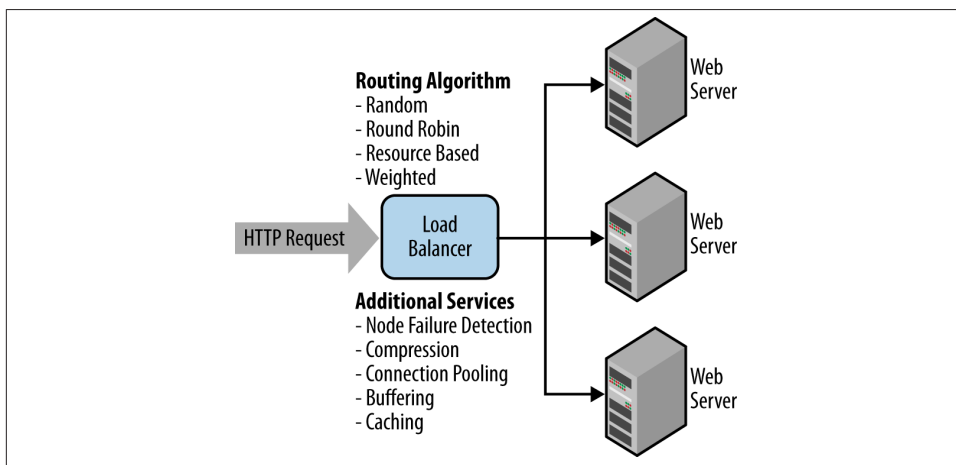 Routing Algorithm
- Random
- Round Robin
- Resource Based
- Weighted
HTTP Request
Load
Balancer
Additional Services
- Node Failure Detection
- Compression
- Connection Pooling
- Buffering
- Caching
Web
Server
Web
Server
Web
Server